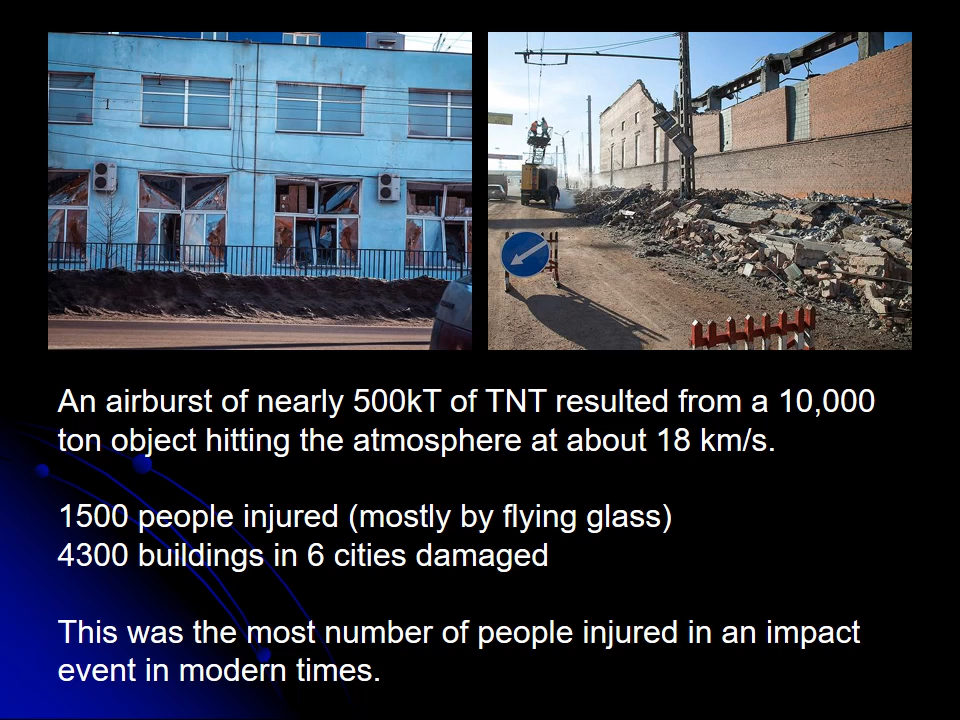 An airburst of nearly 500kT of TNT resulted from a 10,000
ton object hitting the atmosphere at about 18 km/s.
1500 people injured (mostly by flying glass)
4300 buildings in 6 cities damaged
This was the most number of people injured in an impact
event in modern times.